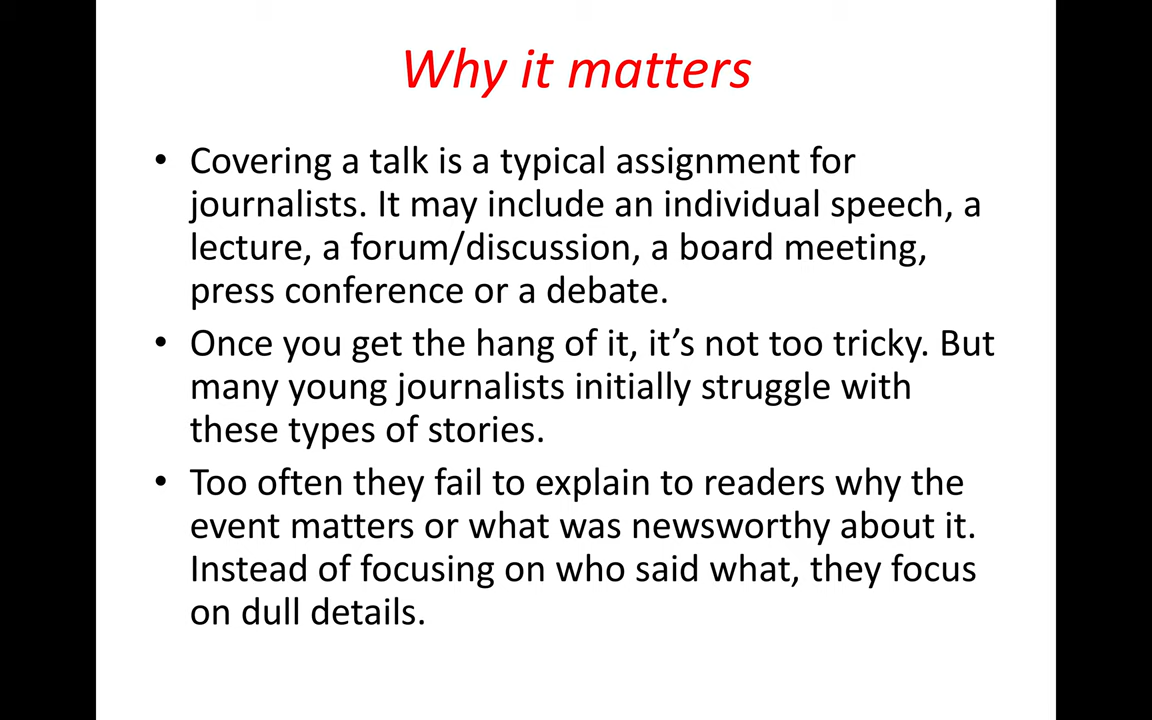 Why it matters
• Covering a talk is a typical assignment for
journalists. It may include an individual speech, a
lecture, a forum/discussion, a board meeting,
press conference or a debate.
• Once you get the hang of it, it’s not too tricky. But
many young journalists initially struggle with
these types of stories.
• Too often they fail to explain to readers why the
event matters or what was newsworthy about it.
Instead of focusing on who said what, they focus
on dull details.